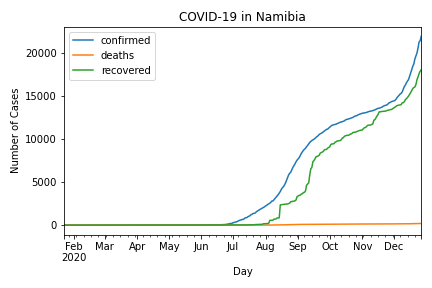 COVID-19 in Namibia
confirmed
deaths
recovered
Number of Cases
20000
15000
10000
5000
0
Feb Mar Apr May Jun Jul Aug Sep Oct Nov Dec
2020
Day